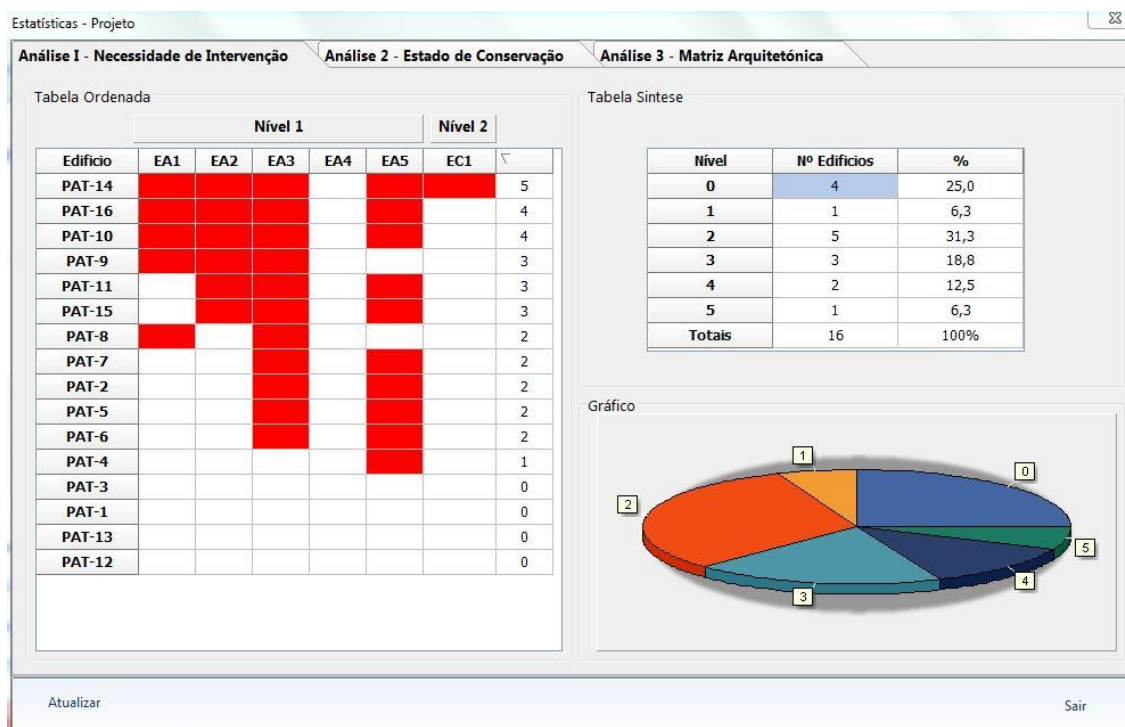 Estatísticas - Projeto
Análise I - Necessidade de Intervenção Análise 2 - Estado de Conservação Análise 3 - Matriz Arquitetónica
Tabela Ordenada
Nível 1 Nível 2
Edificio EA1 EA2 EA3 EA4 EA5 EC1
PAT-14 5
PAT-16 4
PAT-10 4
PAT-9 3
PAT-11 3
PAT-15 3
PAT-8 2
PAT-7 2
PAT-2 2
PAT-5 2
PAT-6 2
PAT-4 1
PAT-3 0
PAT-1 0
PAT-13 0
PAT-12 0
Tabela Sintese
Nível Nº Edificios %
0 4 25,0
1 1 6,3
2 5 31,3
3 3 18,8
4 2 12,5
5 1 6,3
Totais 16 100%
Gráfico
1
0
2
5
4
3
Atualizar Sair